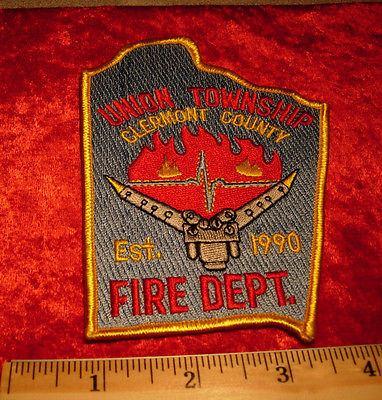 UNION TOWNSHIP
CLERMONT COUNTY
EST. 1990
FIRE DEPT.
1 2 3 4